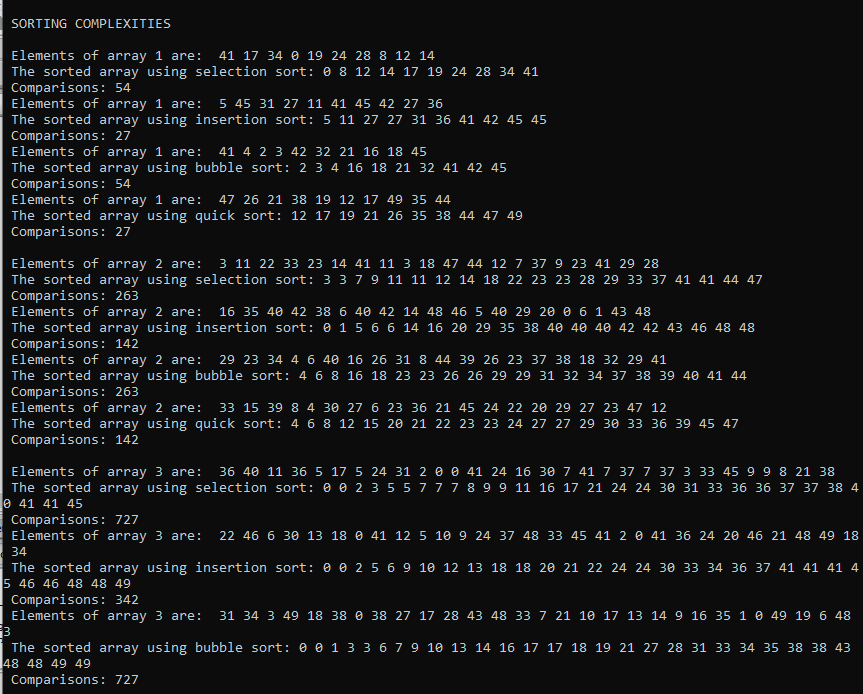 SORTING COMPLEXITIES
Elements of array 1 are: 41 17 34 0 19 24 28 8 12 14
The sorted array using selection sort: 0 8 12 14 17 19 24 28 34 41
Comparisons: 54
Elements of array 1 are: 5 45 31 27 11 41 45 42 27 36
The sorted array using insertion sort: 5 11 27 27 31 36 41 42 45 45
Comparisons: 27
Elements of array 1 are: 41 4 2 3 42 32 21 16 18 45
The sorted array using bubble sort: 2 3 4 16 18 21 32 41 42 45
Comparisons: 54
Elements of array 1 are: 47 26 21 38 19 12 17 49 35 44
The sorted array using quick sort: 12 17 19 21 26 35 38 44 47 49
Comparisons: 27
Elements of array 2 are: 3 11 22 33 23 14 41 11 3 18 47 44 12 7 37 9 23 41 29 28
The sorted array using selection sort: 3 3 7 9 11 11 12 14 18 22 23 23 28 29 33 37 41 41 44 47
Comparisons: 263
Elements of array 2 are: 16 35 40 42 38 6 40 42 14 48 46 5 40 29 20 0 6 1 43 48
The sorted array using insertion sort: 0 1 5 6 6 14 16 20 29 35 38 40 40 40 42 42 43 46 48 48
Comparisons: 142
Elements of array 2 are: 29 23 34 4 6 40 16 26 31 8 44 39 26 23 37 38 18 32 29 41
The sorted array using bubble sort: 4 6 8 16 18 23 23 26 26 29 29 31 32 34 37 38 39 40 41 44
Comparisons: 263
Elements of array 2 are: 33 15 39 8 4 30 27 6 23 36 21 45 24 22 20 29 27 23 47 12
The sorted array using quick sort: 4 6 8 12 15 20 21 22 23 23 24 27 27 29 30 33 36 39 45 47
Comparisons: 142
Elements of array 3 are: 36 40 11 36 5 17 5 24 31 2 0 0 41 24 16 30 7 41 7 37 7 37 3 33 45 9 9 8 21 38
The sorted array using selection sort: 0 0 2 3 5 5 7 7 7 8 9 9 11 16 17 21 24 24 30 31 33 36 36 37 37 38 4
0 41 41 45
Comparisons: 727
Elements of array 3 are: 22 46 6 30 13 18 0 41 12 5 10 9 24 37 48 33 45 41 2 0 41 36 24 20 46 21 48 49 18
34
The sorted array using insertion sort: 0 0 2 5 6 9 10 12 13 18 18 20 21 22 24 24 30 33 34 36 37 41 41 41 4
5 46 46 48 48 49
Comparisons: 342
Elements of array 3 are: 31 34 3 49 18 38 0 38 27 17 28 43 48 33 7 21 10 17 13 14 9 16 35 1 0 49 19 6 48
3
The sorted array using bubble sort: 0 0 1 3 3 6 7 9 10 13 14 16 17 17 18 19 21 27 28 31 33 34 35 38 38 43
48 48 49 49
Comparisons: 727